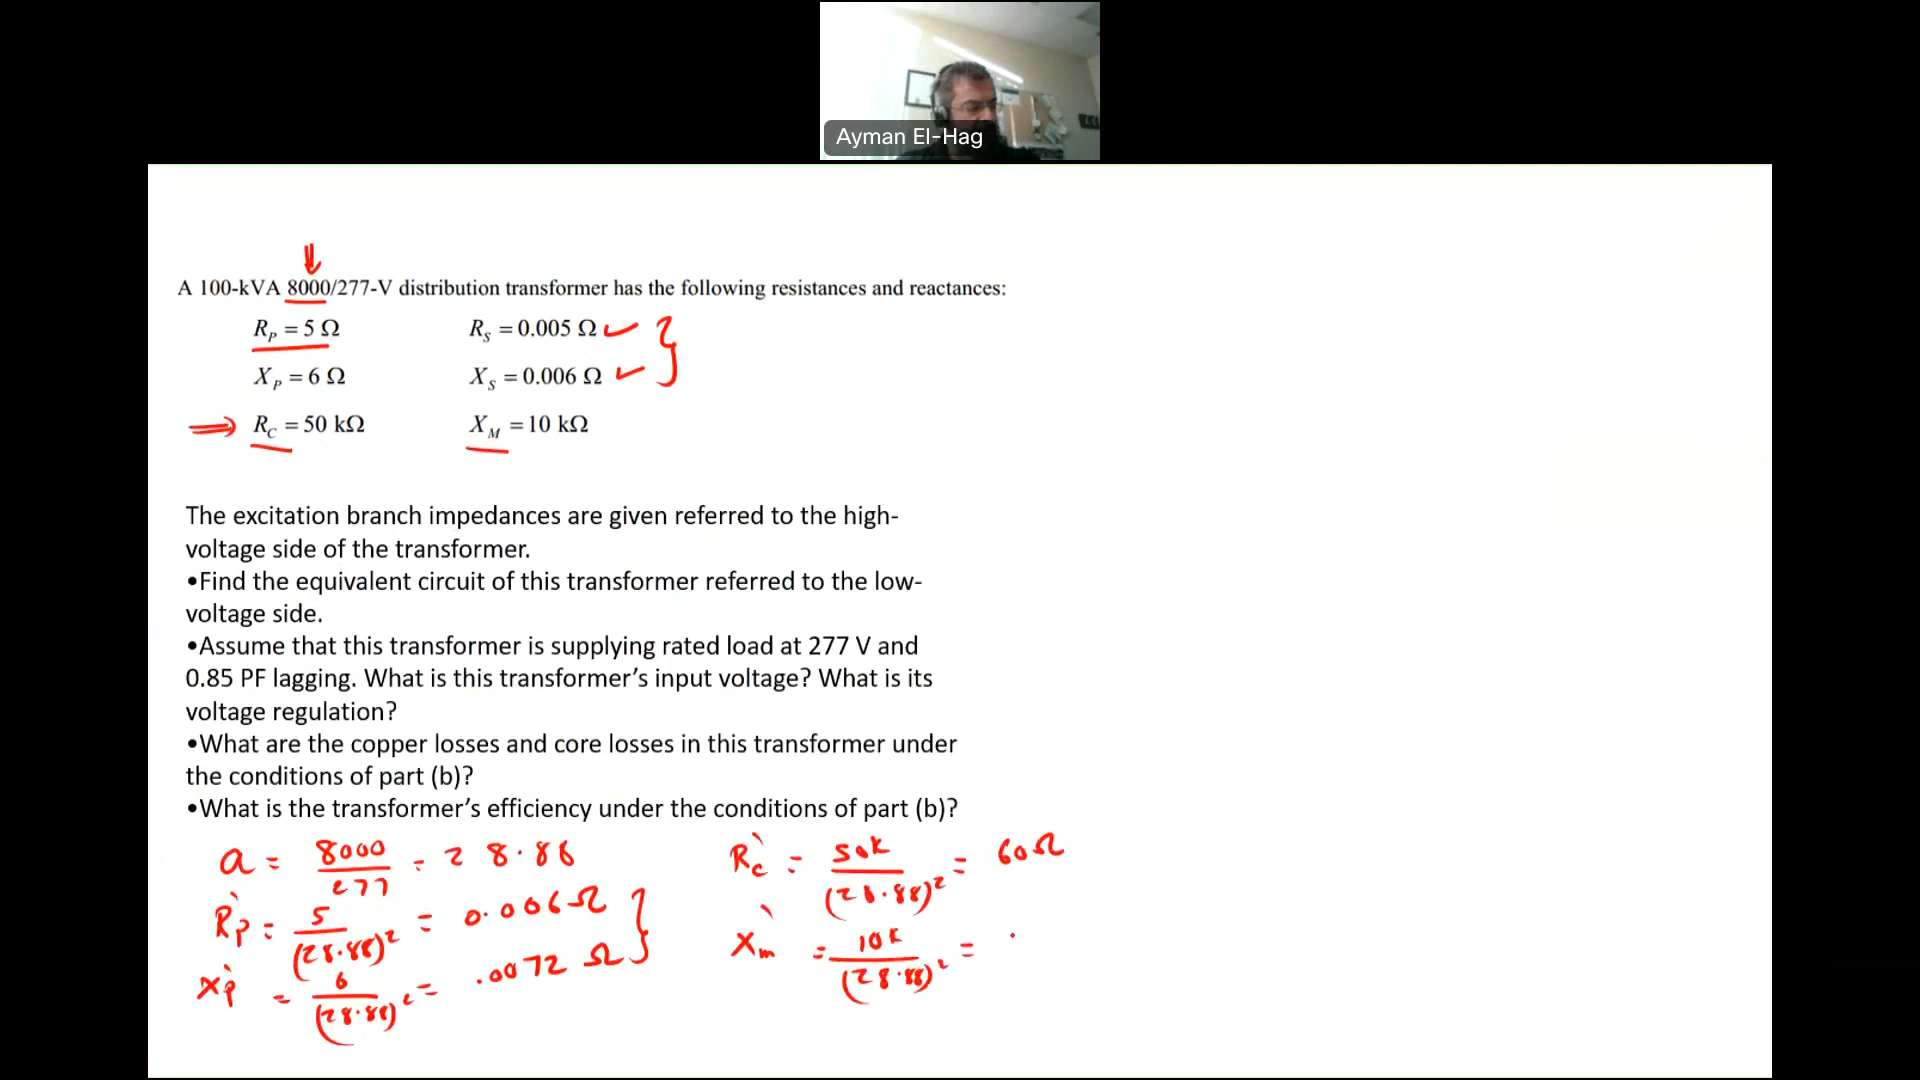 Ayman El-Hag
A 100-kVA 8000/277-V distribution transformer has the following resistances and reactances:
R_P = 5 Ω R_S = 0.005 Ω
X_P = 6 Ω X_S = 0.006 Ω
R_C = 50 kΩ X_M = 10 kΩ
The excitation branch impedances are given referred to the high-
voltage side of the transformer.
•Find the equivalent circuit of this transformer referred to the low-
voltage side.
•Assume that this transformer is supplying rated load at 277 V and
0.85 PF lagging. What is this transformer’s input voltage? What is its
voltage regulation?
•What are the copper losses and core losses in this transformer under
the conditions of part (b)?
•What is the transformer’s efficiency under the conditions of part (b)?
a = 8000/277 = 28.88
R_p` = 5/(28.88)² = 0.006 Ω
X_p` = 6/(28.88)² = .0072 Ω
R_c` = 50k/(28.88)² = 60 Ω
X_m` = 10k/(28.88)² =